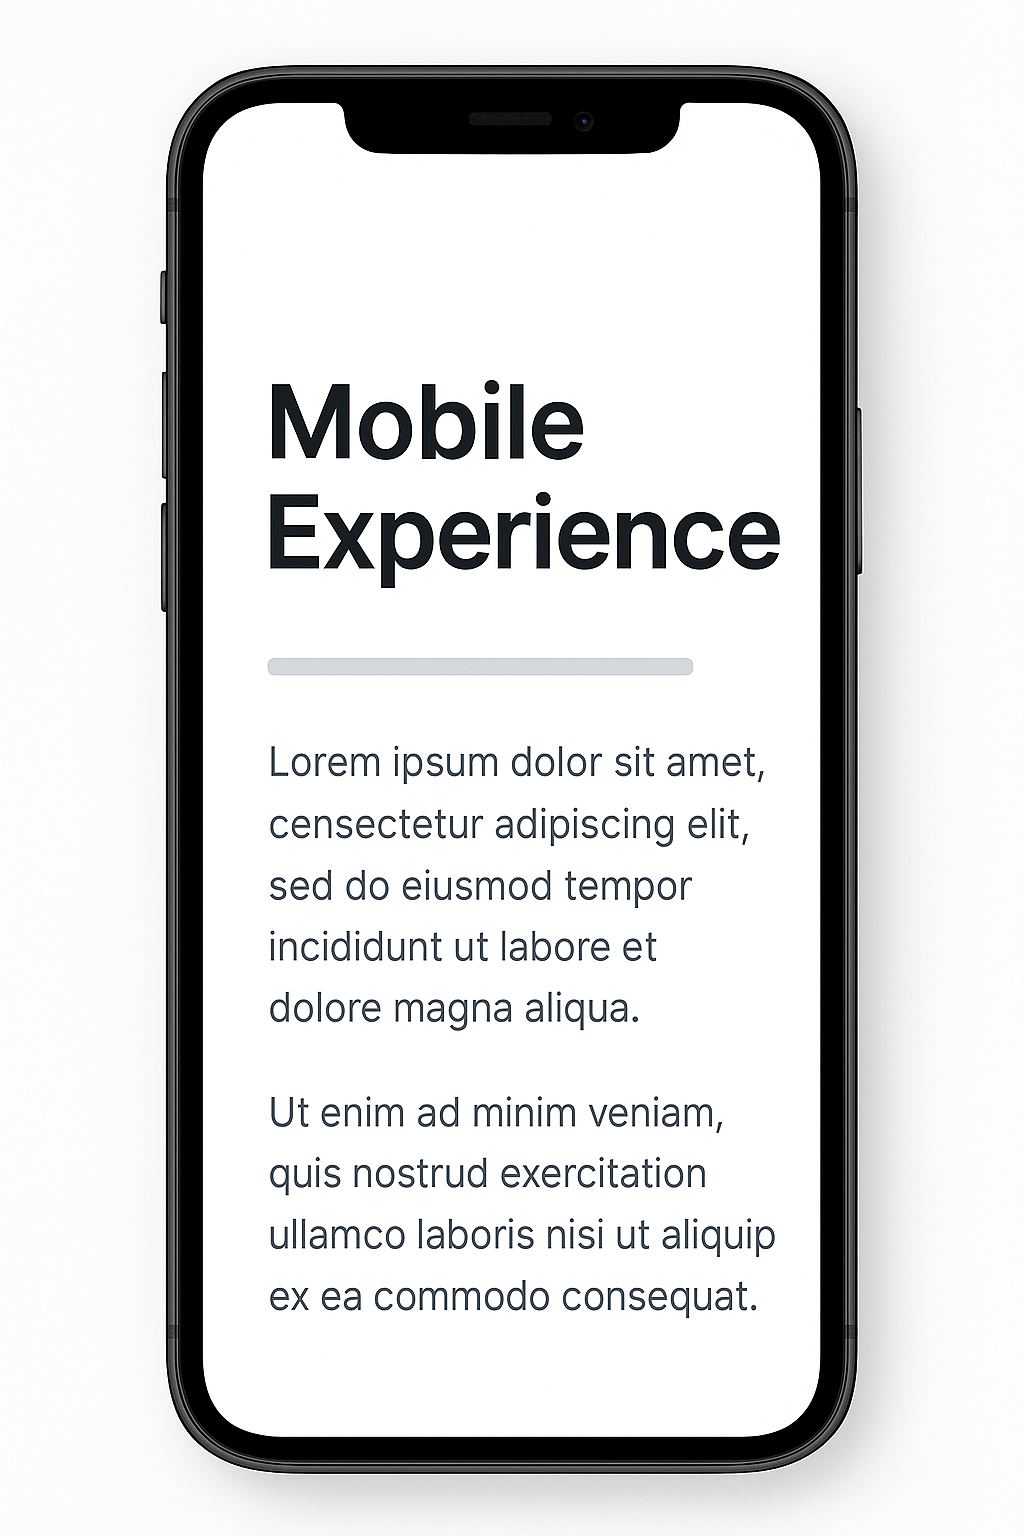 Mobile
Experience
Lorem ipsum dolor sit amet,
censectetur adipiscing elit,
sed do eiusmod tempor
incididunt ut labore et
dolore magna aliqua.
Ut enim ad minim veniam,
quis nostrud exercitation
ullamco laboris nisi ut aliquip
ex ea commodo consequat.